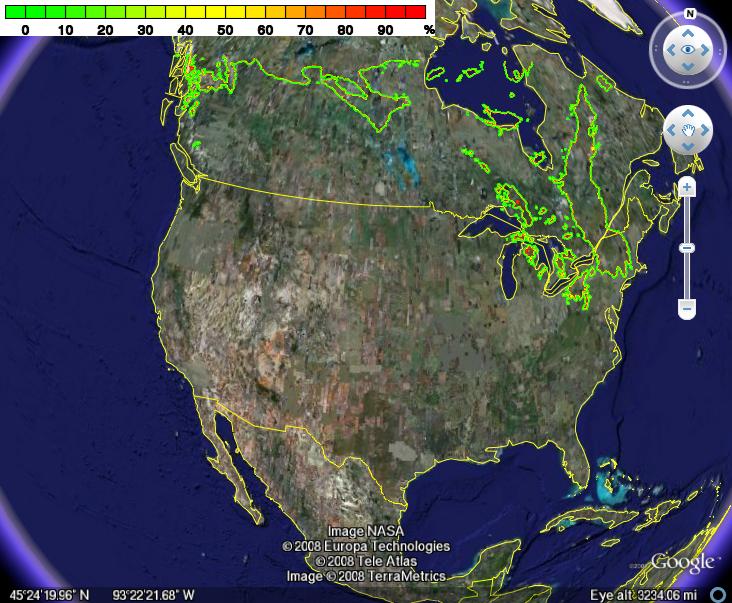 0 10 20 30 40 50 60 70 80 90 %
N
Image NASA
© 2008 Europa Technologies
© 2008 Tele Atlas
Image © 2008 TerraMetrics
Google
45°24'19.96" N 93°22'21.68" W Eye alt 3234.06 mi